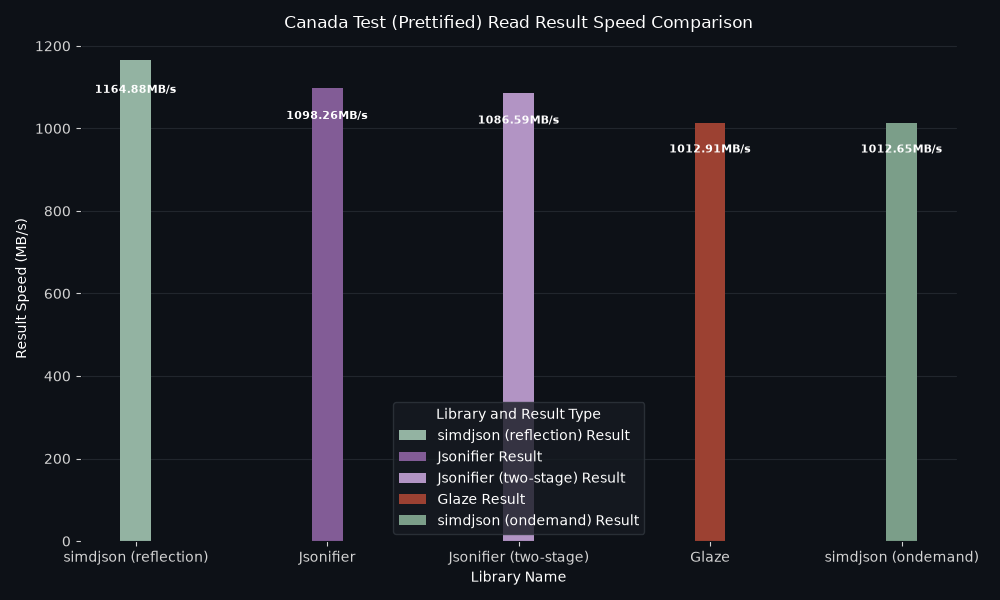 Canada Test (Prettified) Read Result Speed Comparison
Result Speed (MB/s)
1200
1000
800
600
400
200
0
1164.88MB/s
1098.26MB/s
1086.59MB/s
1012.91MB/s
1012.65MB/s
Library and Result Type
simdjson (reflection) Result
Jsonifier Result
Jsonifier (two-stage) Result
Glaze Result
simdjson (ondemand) Result
simdjson (reflection)
Jsonifier
Jsonifier (two-stage)
Glaze
simdjson (ondemand)
Library Name